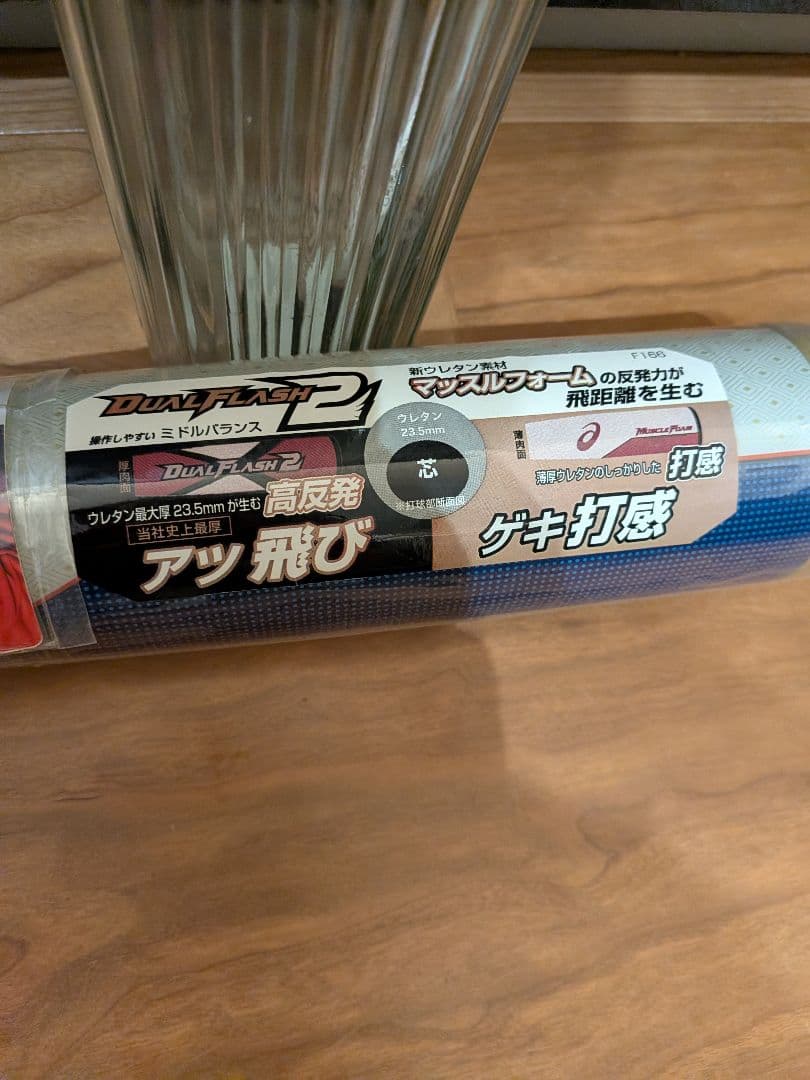 F166
DUAL FLASH 2
操作しやすい ミドルバランス
新ウレタン素材
マッスルフォームの反発力が
飛距離を生む
厚肉面
DUAL FLASH 2
ウレタン最大厚 23.5mmが生む 高反発
当社史上最厚
アツ飛び
ウレタン
23.5mm
芯
※打球部断面図
薄肉面
MUSCLE FOAM
薄厚ウレタンのしっかりした 打感
ゲキ打感